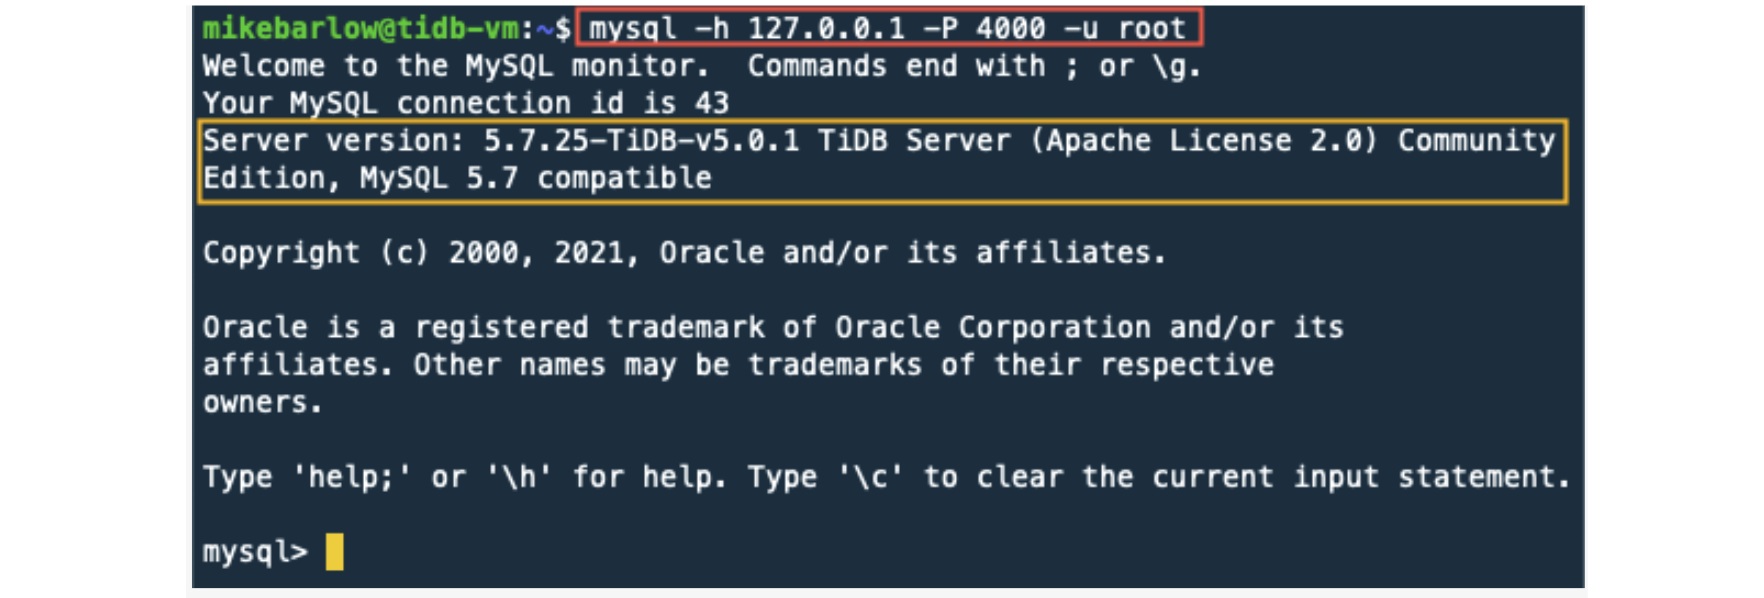 mikebarlow@tidb-vm:~$ mysql -h 127.0.0.1 -P 4000 -u root
Welcome to the MySQL monitor.  Commands end with ; or \g.
Your MySQL connection id is 43
Server version: 5.7.25-TiDB-v5.0.1 TiDB Server (Apache License 2.0) Community
Edition, MySQL 5.7 compatible
Copyright (c) 2000, 2021, Oracle and/or its affiliates.
Oracle is a registered trademark of Oracle Corporation and/or its
affiliates. Other names may be trademarks of their respective
owners.
Type 'help;' or '\h' for help. Type '\c' to clear the current input statement.
mysql>